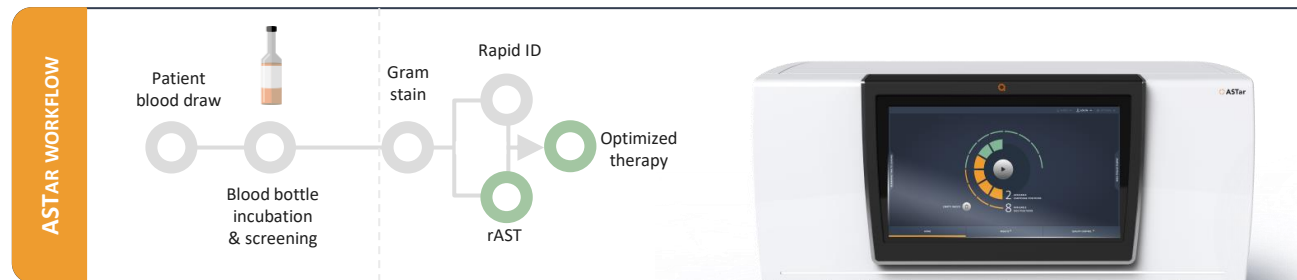 ASTAR WORKFLOW
Patient
blood draw
Blood bottle
incubation
& screening
Gram
stain
Rapid ID
rAST
Optimized
therapy
ASTar
2
8